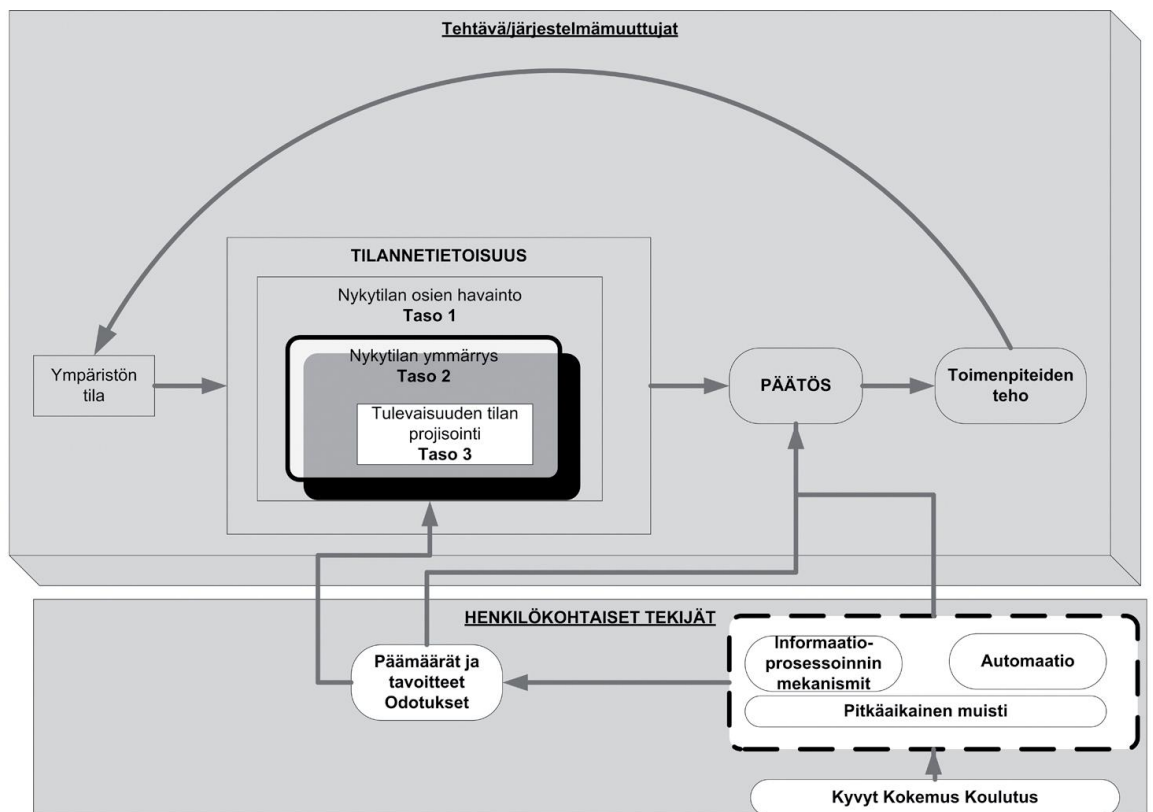 Tehtävä/järjestelmämuuttujat
TILANNETIETOISUUS
Nykytilan osien havainto
Taso 1
Nykytilan ymmärrys
Taso 2
Tulevaisuuden tilan
projisointi
Taso 3
Ympäristön
tila
PÄÄTÖS
Toimenpiteiden
teho
HENKILÖKOHTAISET TEKIJÄT
Päämäärät ja
tavoitteet
Odotukset
Informaatio-
prosessoinnin
mekanismit
Automaatio
Pitkäaikainen muisti
Kyvyt Kokemus Koulutus